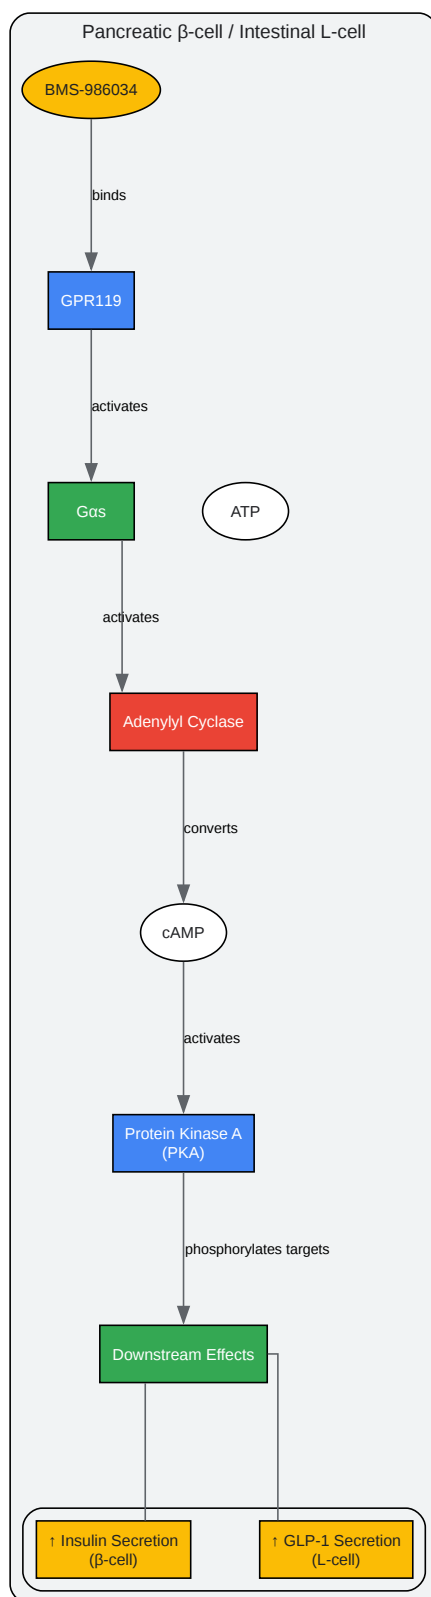 Pancreatic β-cell / Intestinal L-cell
BMS-986034
binds
GPR119
activates
Gαs
ATP
activates
Adenylyl Cyclase
converts
cAMP
activates
Protein Kinase A
(PKA)
phosphorylates targets
Downstream Effects
↑ Insulin Secretion
(β-cell)
↑ GLP-1 Secretion
(L-cell)